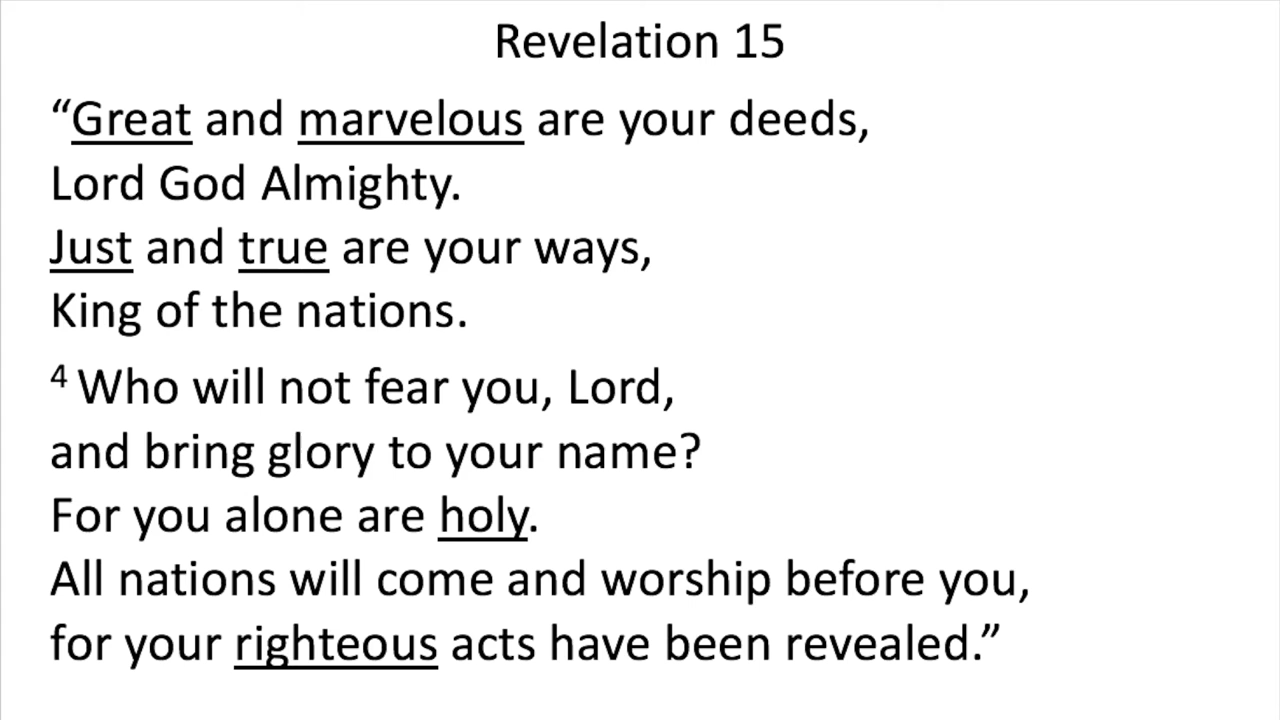 Revelation 15
“Great and marvelous are your deeds,
Lord God Almighty.
Just and true are your ways,
King of the nations.
4 Who will not fear you, Lord,
and bring glory to your name?
For you alone are holy.
All nations will come and worship before you,
for your righteous acts have been revealed.”